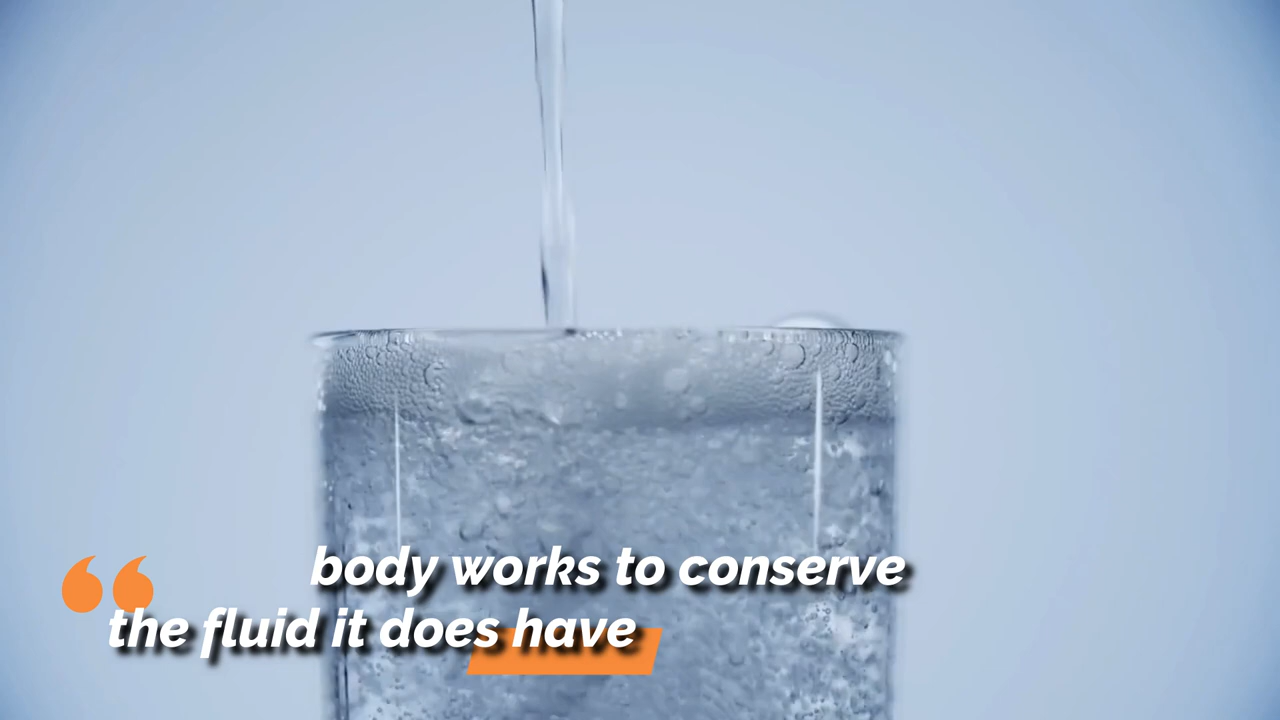 body works to conserve
the fluid it does have